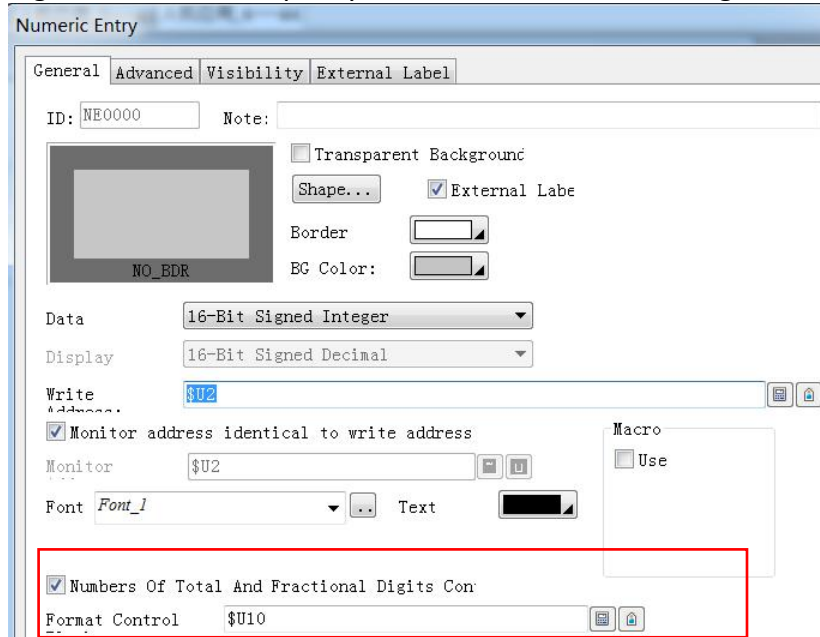 Numeric Entry
General Advanced Visibility External Label
ID: NE0000 Note:
Transparent Background
Shape... External Labe
Border
NO_BDR BG Color:
Data 16-Bit Signed Integer
Display 16-Bit Signed Decimal
Write $U2
Monitor address identical to write address Macro
Monitor $U2 Use
Font Font_1 .. Text
Numbers Of Total And Fractional Digits Con
Format Control $U10